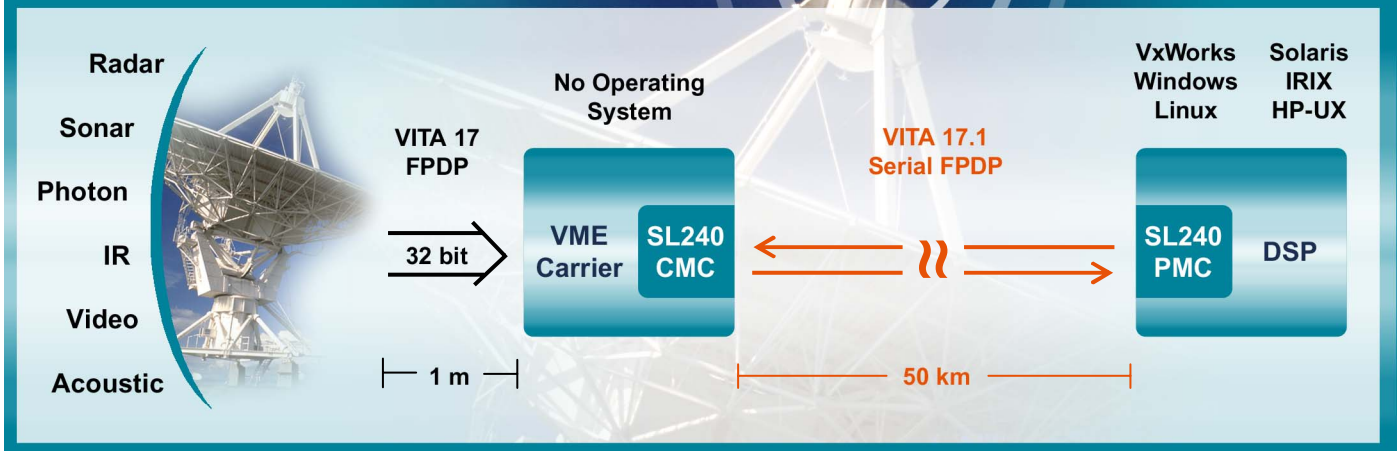 Radar
Sonar
Photon
IR
Video
Acoustic
VITA 17
FPDP
32 bit
1 m
No Operating
System
VME
Carrier
SL240
CMC
VITA 17.1
Serial FPDP
50 km
VxWorks
Windows
Linux
Solaris
IRIX
HP-UX
SL240
PMC
DSP